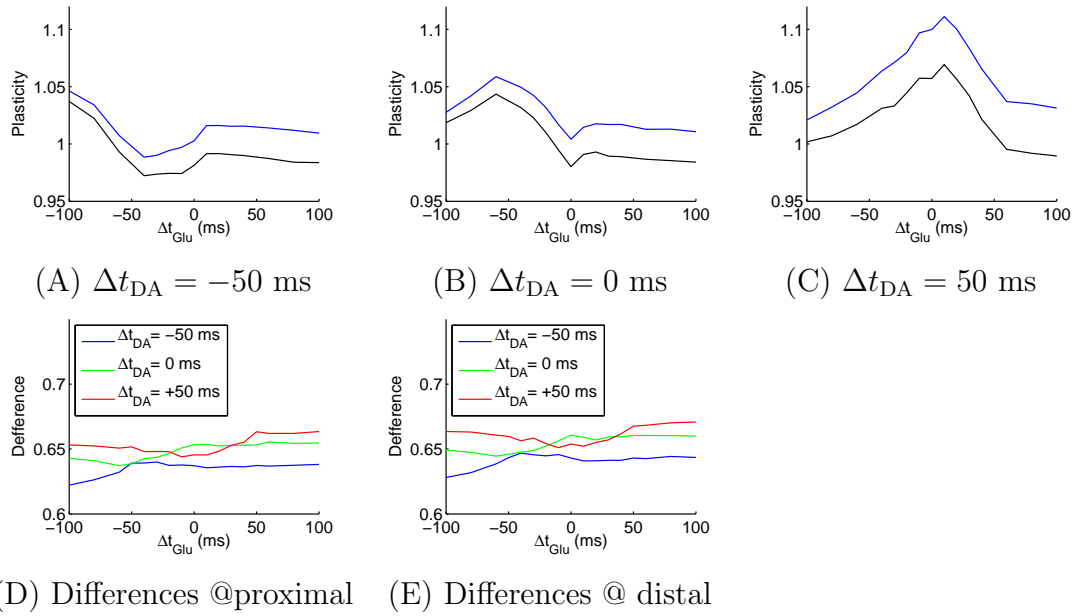 1.1
1.05
1
0.95
Plasticity
−100 −50 0 50 100
Δt_Glu (ms)
(A) Δt_DA = −50 ms
1.1
1.05
1
0.95
Plasticity
−100 −50 0 50 100
Δt_Glu (ms)
(B) Δt_DA = 0 ms
1.1
1.05
1
0.95
Plasticity
−100 −50 0 50 100
Δt_Glu (ms)
(C) Δt_DA = 50 ms
Δt_DA= −50 ms
Δt_DA= 0 ms
Δt_DA= +50 ms
0.7
0.65
0.6
Defference
−100 −50 0 50 100
Δt_Glu (ms)
(D) Differences @proximal
Δt_DA= −50 ms
Δt_DA= 0 ms
Δt_DA= +50 ms
0.7
0.65
0.6
Defference
−100 −50 0 50 100
Δt_Glu (ms)
(E) Differences @ distal